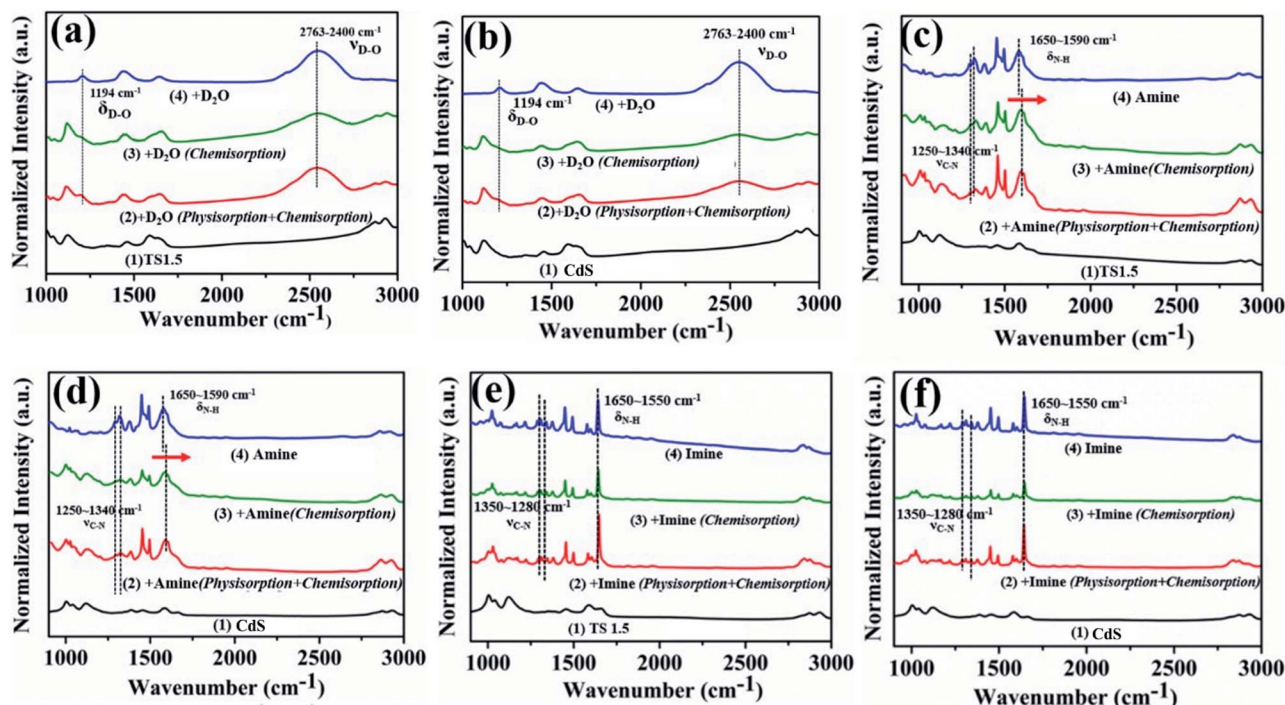 (a)
2763-2400 cm⁻¹
νD-O
1194 cm⁻¹
δD-O
(4) +D₂O
(3) +D₂O (Chemisorption)
(2)+D₂O (Physisorption+Chemisorption)
(1)TS1.5
Normalized Intensity (a.u.)
1000 1500 2000 2500 3000
Wavenumber (cm⁻¹)
(b)
2763-2400 cm⁻¹
νD-O
1194 cm⁻¹
δD-O
(4) +D₂O
(3) +D₂O (Chemisorption)
(2)+D₂O (Physisorption+Chemisorption)
(1) CdS
Normalized Intensity (a.u.)
1000 1500 2000 2500 3000
Wavenumber (cm⁻¹)
(c)
1650~1590 cm⁻¹
δN-H
(4) Amine
1250~1340 cm⁻¹
νC-N
(3) +Amine(Chemisorption)
(2) +Amine(Physisorption+Chemisorption)
(1)TS1.5
Normalized Intensity (a.u.)
1000 1500 2000 2500 3000
Wavenumber (cm⁻¹)
(d)
1650~1590 cm⁻¹
δN-H
(4) Amine
1250~1340 cm⁻¹
νC-N
(3) +Amine(Chemisorption)
(2) +Amine(Physisorption+Chemisorption)
(1) CdS
Normalized Intensity (a.u.)
1000 1500 2000 2500 3000
Wavenumber (cm⁻¹)
(e)
1650~1550 cm⁻¹
δN-H
(4) Imine
1350~1280 cm⁻¹
νC-N
(3) +Imine (Chemisorption)
(2) +Imine (Physisorption+Chemisorption)
(1) TS 1.5
Normalized Intensity (a.u.)
1000 1500 2000 2500 3000
Wavenumber (cm⁻¹)
(f)
1650~1550 cm⁻¹
δN-H
(4) Imine
1350~1280 cm⁻¹
νC-N
(3) +Imine (Chemisorption)
(2) +Imine (Physisorption+Chemisorption)
(1) CdS
Normalized Intensity (a.u.)
1000 1500 2000 2500 3000
Wavenumber (cm⁻¹)